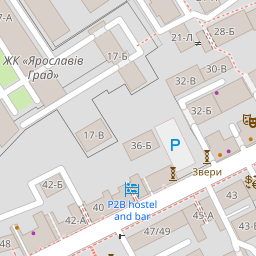 21-Л
28-Б
17-Б
ЖК «Ярославів
Град»
30-В
32-В
32-Б
17-В
36-Б
P
Звери
42-Б
P2B hostel
and bar
40
42-А
45-А
47/49
48
43